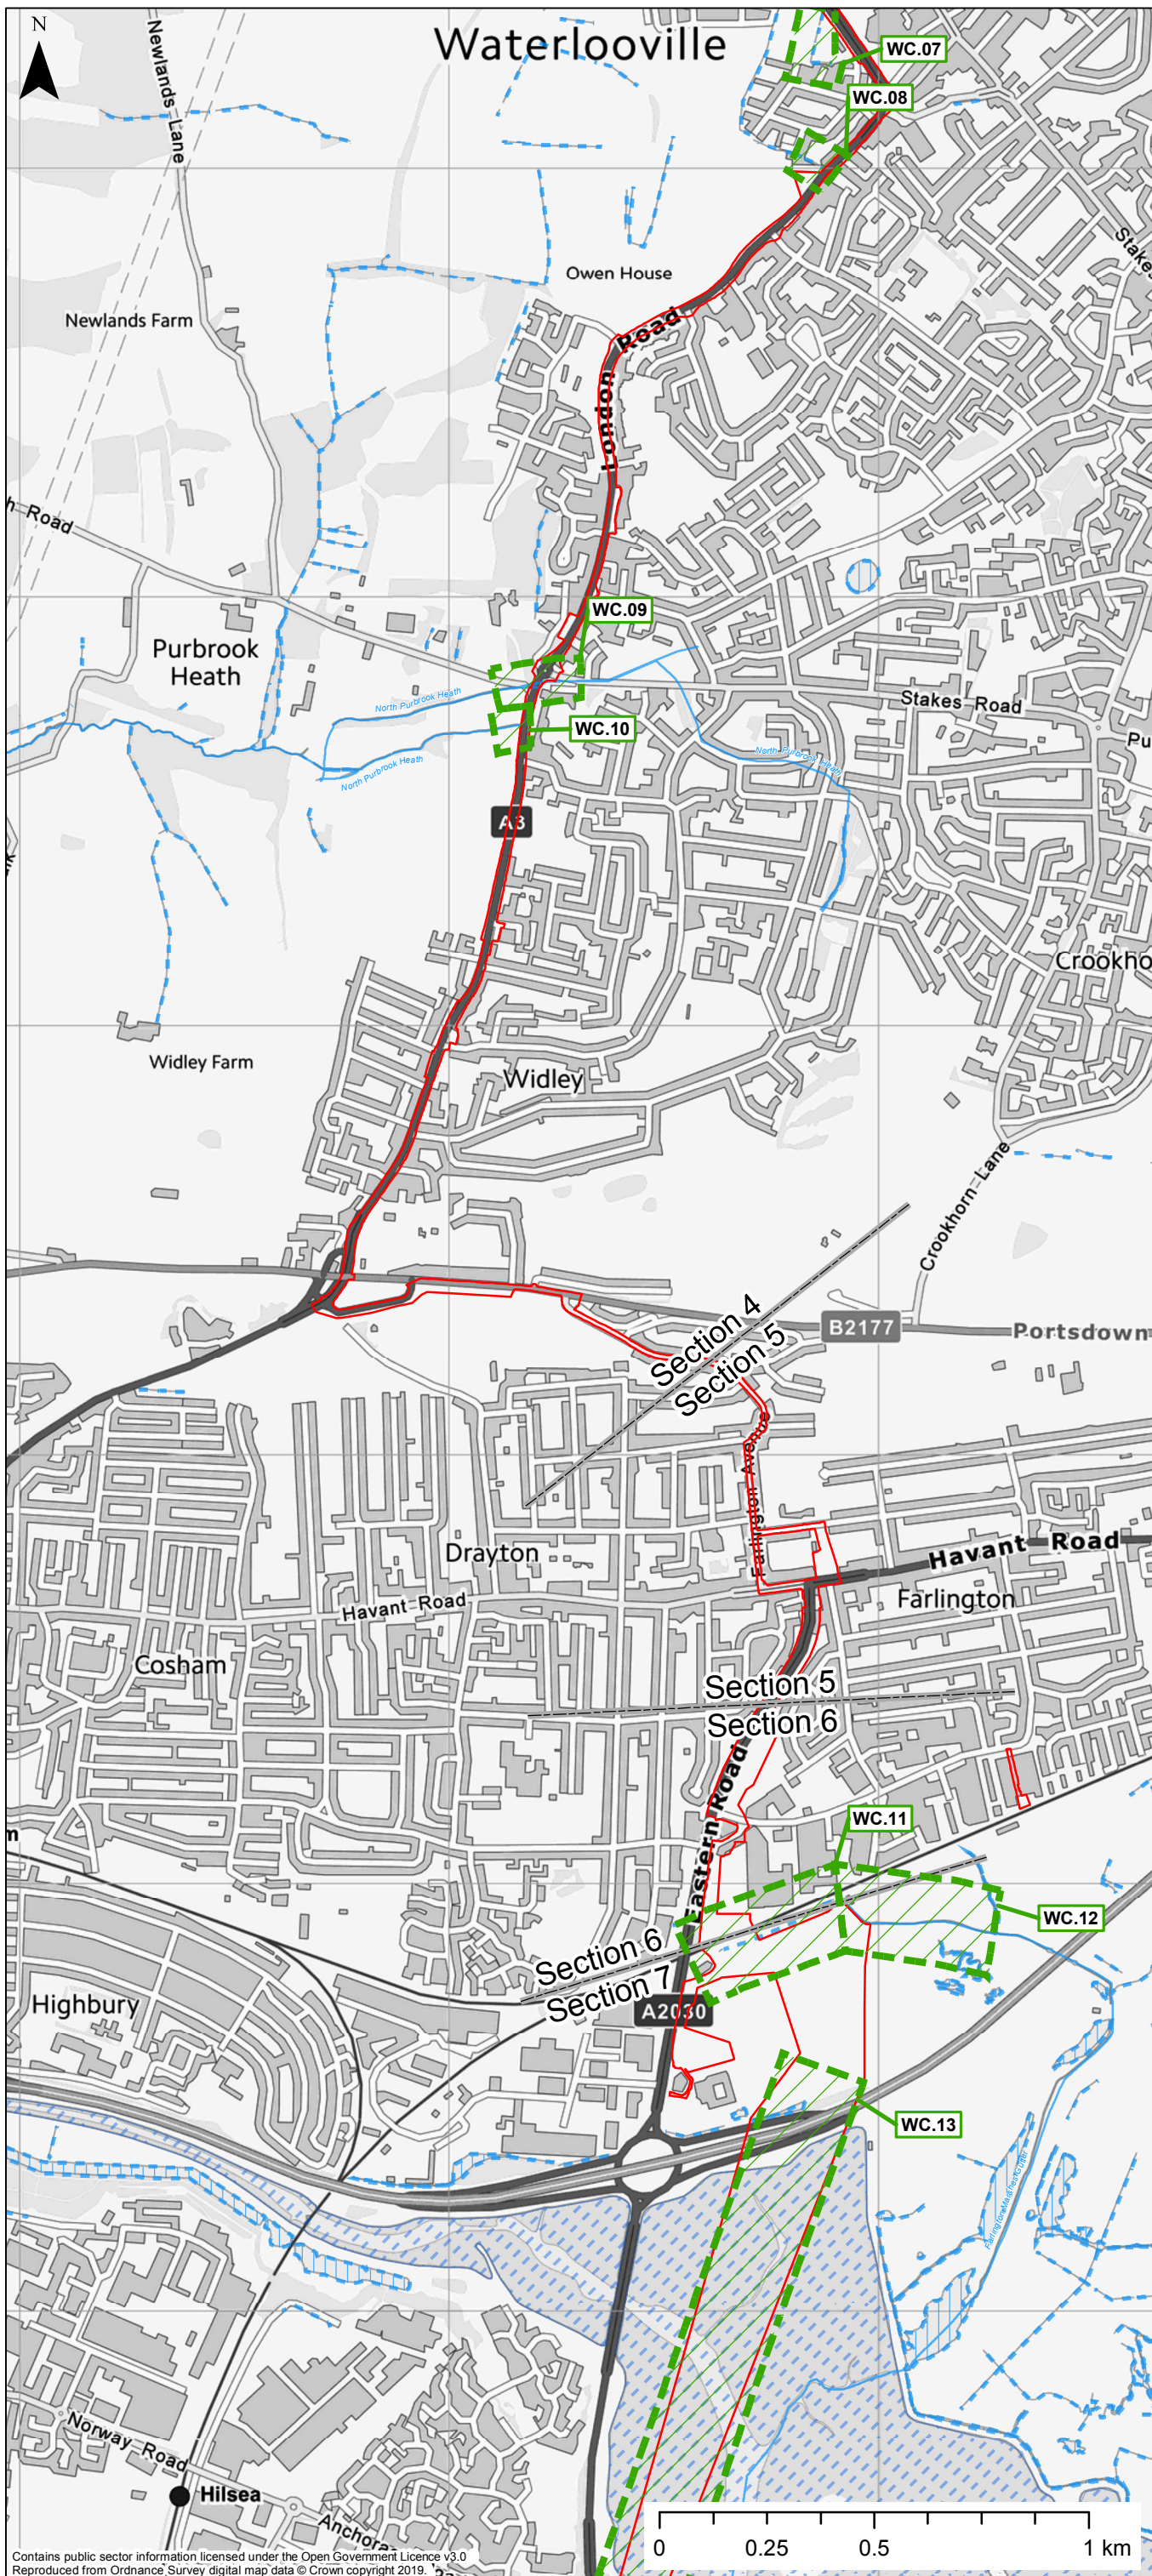 N
Waterlooville
Newlands Lane
WC.07
WC.08
Stakes
Owen House
Newlands Farm
London Road
h Road
WC.09
Purbrook
Heath
North Purbrook Heath
Stakes Road
WC.10
North Purbrook Heath
North Purbrook Heath
Pu
A3
Crookho
Widley Farm
Widley
Crookhorn Lane
Section 4
Section 5
B2177
Portsdown
Farlington Avenue
Drayton
Havant Road
Havant Road
Farlington
Cosham
Section 5
Section 6
Eastern Road
WC.11
m
WC.12
Section 6
Section 7
Highbury
A2030
WC.13
Norway Road
Hilsea
Anchora
0 0.25 0.5 1 km
Contains public sector information licensed under the Open Government Licence v3.0
Reproduced from Ordnance Survey digital map data © Crown copyright 2019.